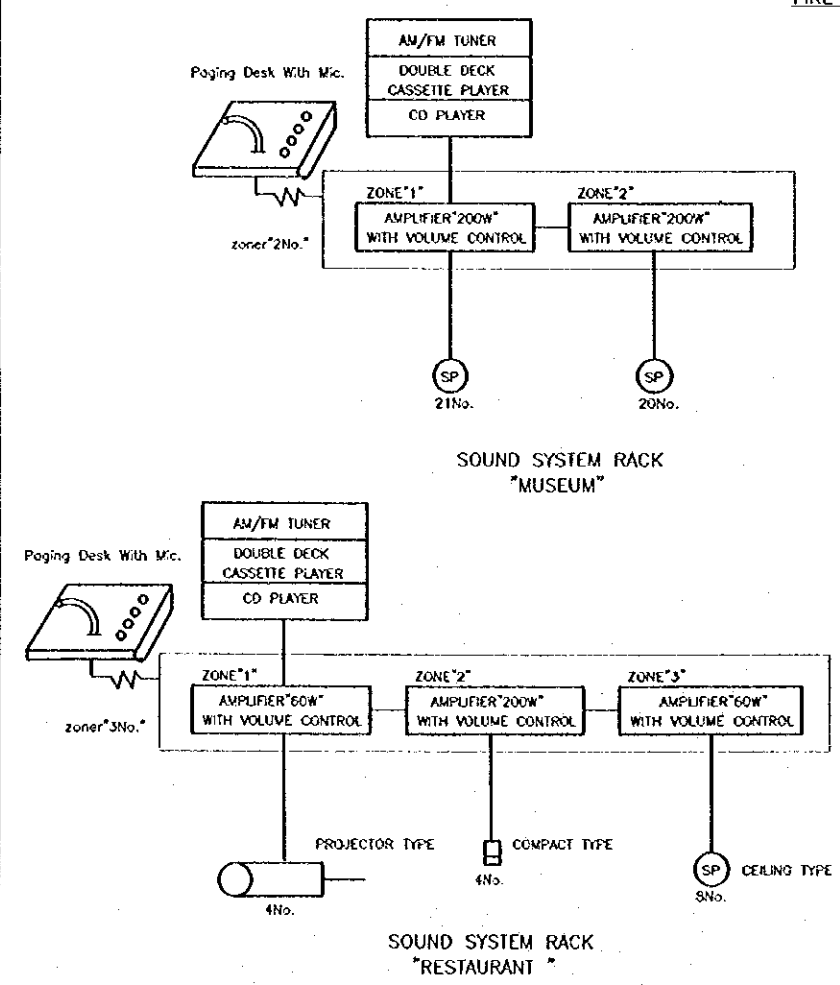 AM/FM TUNER
DOUBLE DECK
CASSETTE PLAYER
CD PLAYER
Paging Desk With Mic.
ZONE"1"
AMPLIFIER"200W"
WITH VOLUME CONTROL
ZONE"2"
AMPLIFIER"200W"
WITH VOLUME CONTROL
zoner"2No."
SP
21No.
SP
20No.
SOUND SYSTEM RACK
"MUSEUM"
AM/FM TUNER
DOUBLE DECK
CASSETTE PLAYER
CD PLAYER
Paging Desk With Mic.
ZONE"1"
AMPLIFIER"60W"
WITH VOLUME CONTROL
ZONE"2"
AMPLIFIER"200W"
WITH VOLUME CONTROL
ZONE"3"
AMPLIFIER"60W"
WITH VOLUME CONTROL
zoner"3No."
PROJECTOR TYPE
4No.
COMPACT TYPE
4No.
SP
CEILING TYPE
8No.
SOUND SYSTEM RACK
"RESTAURANT "